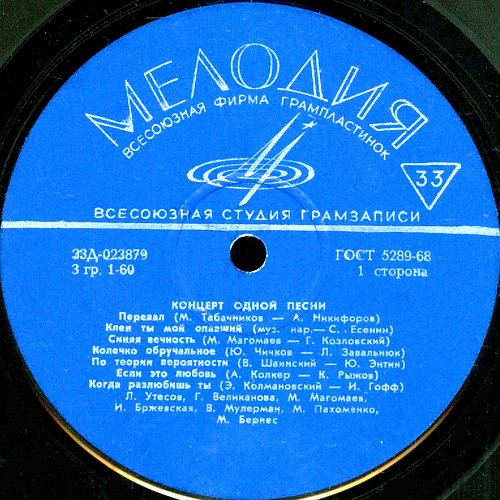 МЕЛОДИЯ
ВСЕСОЮЗНАЯ ФИРМА ГРАМПЛАСТИНОК
33
ВСЕСОЮЗНАЯ СТУДИЯ ГРАМЗАПИСИ
33Д-023879
ГОСТ 5289-68
3 гр. 1-60
1 сторона
КОНЦЕРТ ОДНОЙ ПЕСНИ
Перевал (М. Табачников — А. Никифоров)
Клен ты мой опавший (муз. нар.— С. Есенин)
Синяя вечность (М. Магомаев — Г. Козловский)
Колечко обручальное (Ю. Чичков — Л. Завальнюк)
По теории вероятности (В. Шаинский — Ю. Энтин)
Если это любовь (А. Колкер — К. Рыжов)
Когда разлюбишь ты (Э. Колмановский — И. Гофф)
Л. Утесов, Г. Великанова, М. Магомаев,
И. Бржевская, В. Мулерман, М. Пахоменко,
М. Бернес